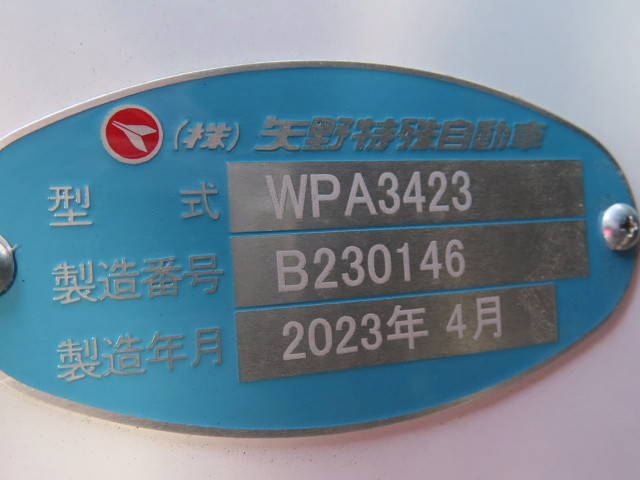 (株)矢野特殊自動車
型式 WPA3423
製造番号 B230146
製造年月 2023年 4月